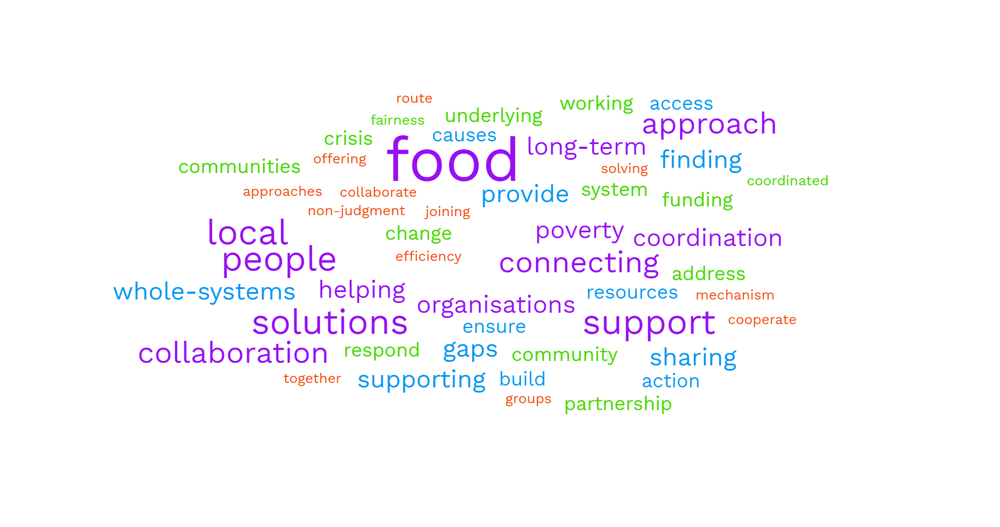 route
working
access
underlying
fairness
approach
causes
crisis
food
long-term
offering
finding
communities
solving
coordinated
approaches
collaborate
provide
system
funding
non-judgment
joining
local
change
poverty
coordination
people
efficiency
connecting
address
whole-systems
helping
resources
mechanism
organisations
solutions
ensure
support
cooperate
collaboration
respond
gaps
community
sharing
together
supporting
build
action
groups
partnership